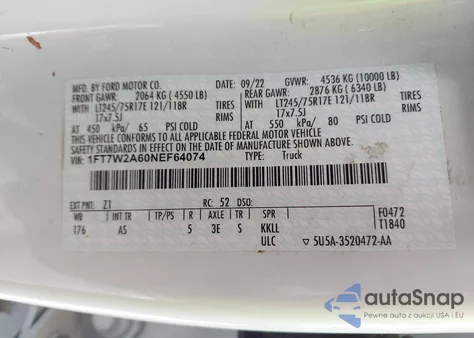 MFD. BY FORD MOTOR CO. 09/22 GVWR: 4536 KG (10000 LB)
FRONT GAWR: 2064 KG ( 4550 LB) REAR GAWR: 2876 KG ( 6340 LB)
LT245/75R17E 121/118R TIRES LT245/75R17E 121/118R TIRES
17x7.5J RIMS 17x7.5J RIMS
AT 450 kPa/ 65 PSI COLD AT 550 kPa/ 80 PSI COLD
THIS VEHICLE CONFORMS TO ALL APPLICABLE FEDERAL MOTOR VEHICLE
SAFETY STANDARDS IN EFFECT ON THE DATE OF MANUFACTURE SHOWN ABOVE.
VIN: 1FT7W2A60NEF64074 TYPE: Truck
EXT PNT: Z1 RC: 52 DSO:
WB INT TR TP/PS R AXLE TR SPR F0472
176 AS 5 3E S KKLL T1840
ULC ▽ 5U5A-3520472-AA
autoSnap
Pewne auta z USA i EU